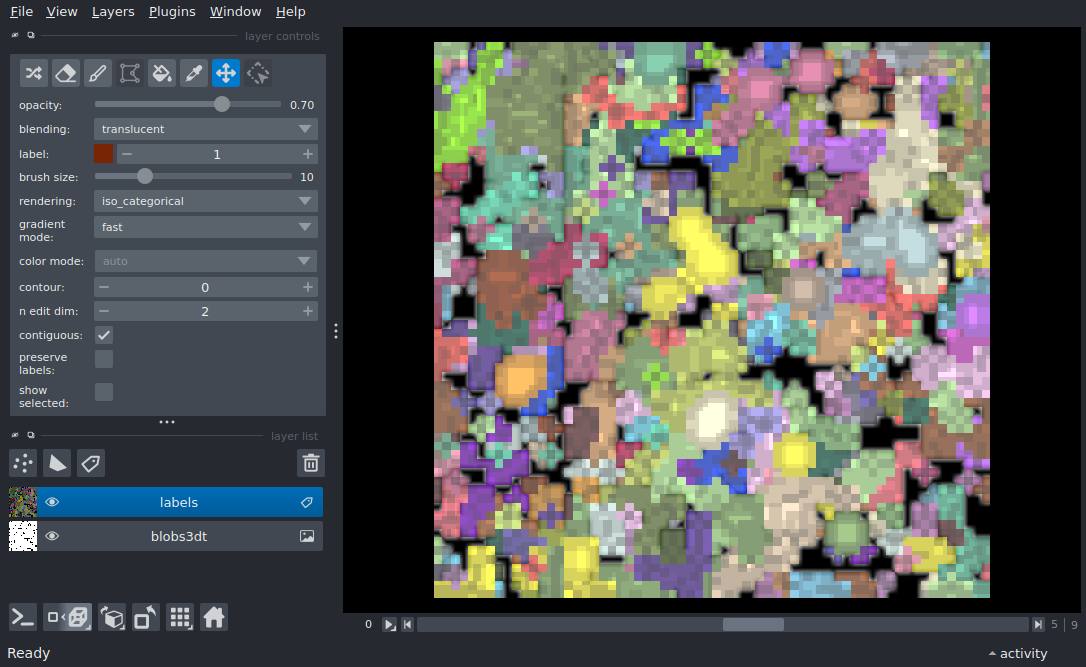 File View Layers Plugins Window Help
layer controls
opacity: 0.70
blending: translucent
label: 1
brush size: 10
rendering: iso_categorical
gradient
mode: fast
color mode: auto
contour: 0
n edit dim: 2
contiguous:
preserve
labels:
show
selected:
layer list
labels
blobs3dt
0 5 | 9
Ready activity